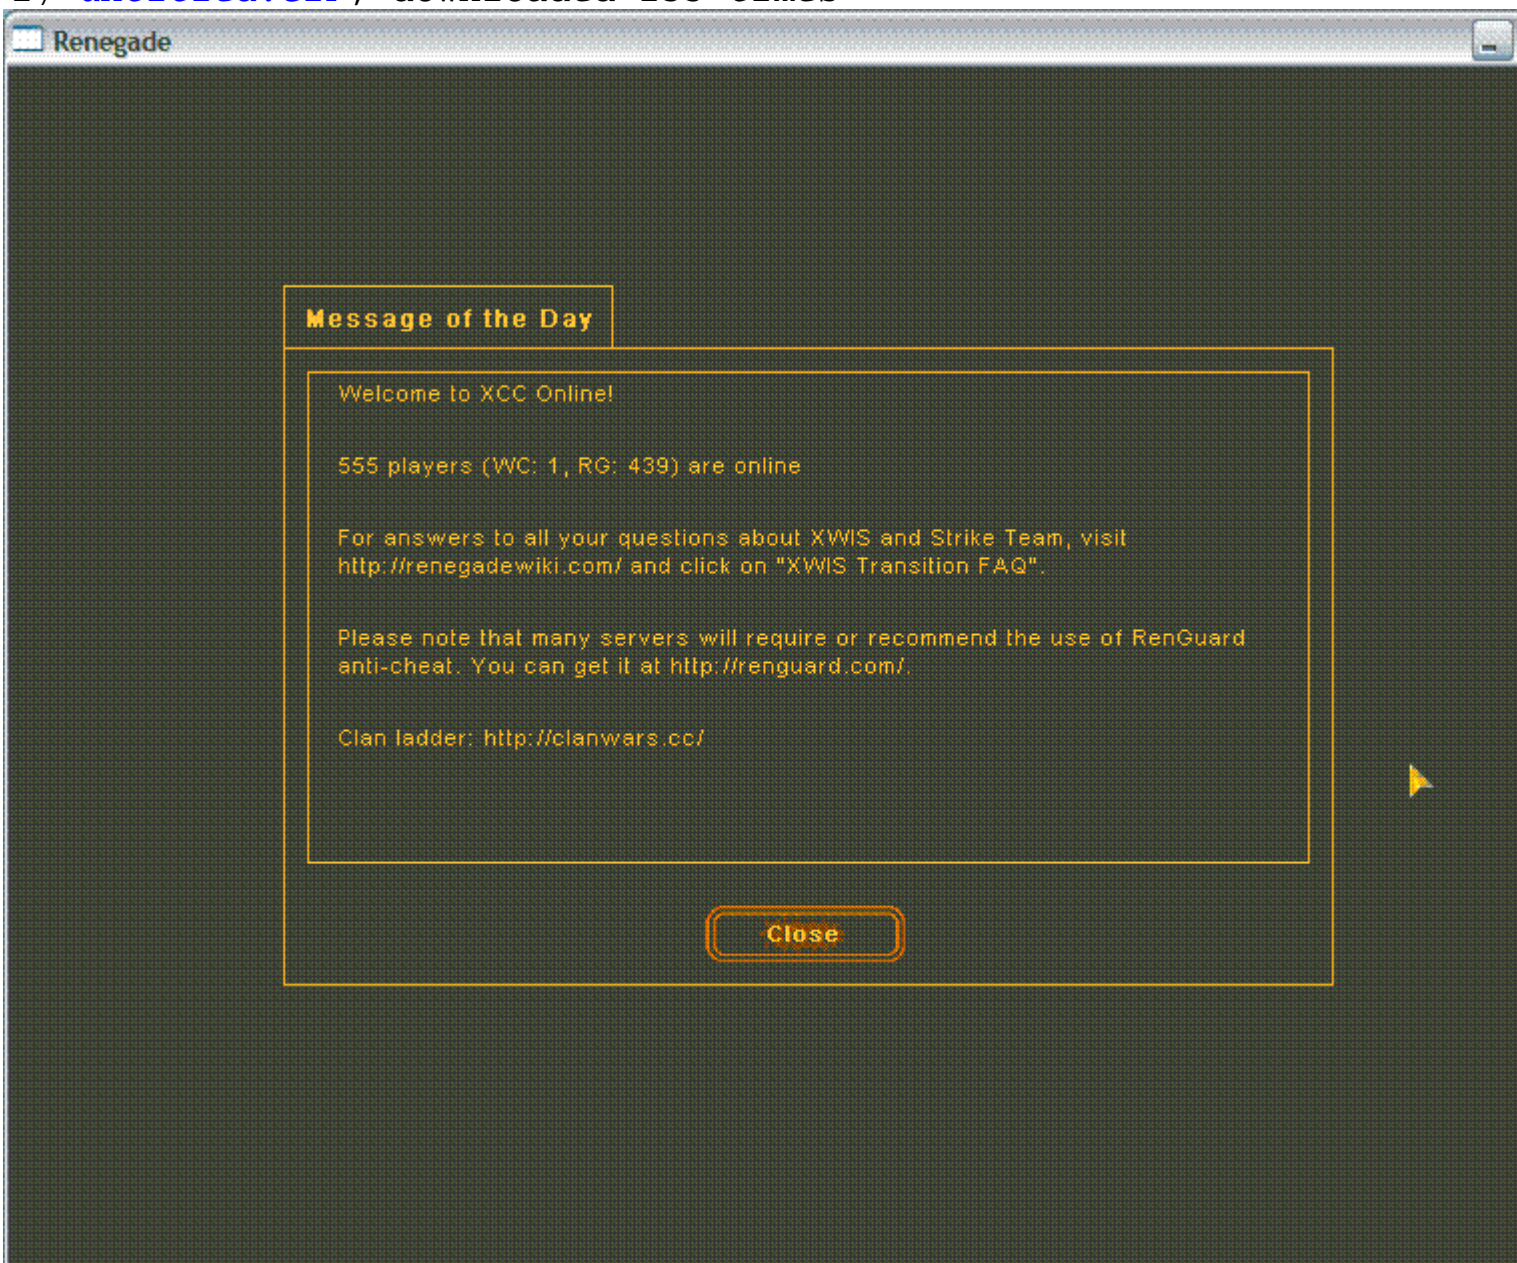 Renegade
Message of the Day
Welcome to XCC Online!
555 players (WC: 1, RG: 439) are online
For answers to all your questions about XWIS and Strike Team, visit
http://renegadewiki.com/ and click on "XWIS Transition FAQ".
Please note that many servers will require or recommend the use of RenGuard
anti-cheat. You can get it at http://renguard.com/.
Clan ladder: http://clanwars.cc/
Close